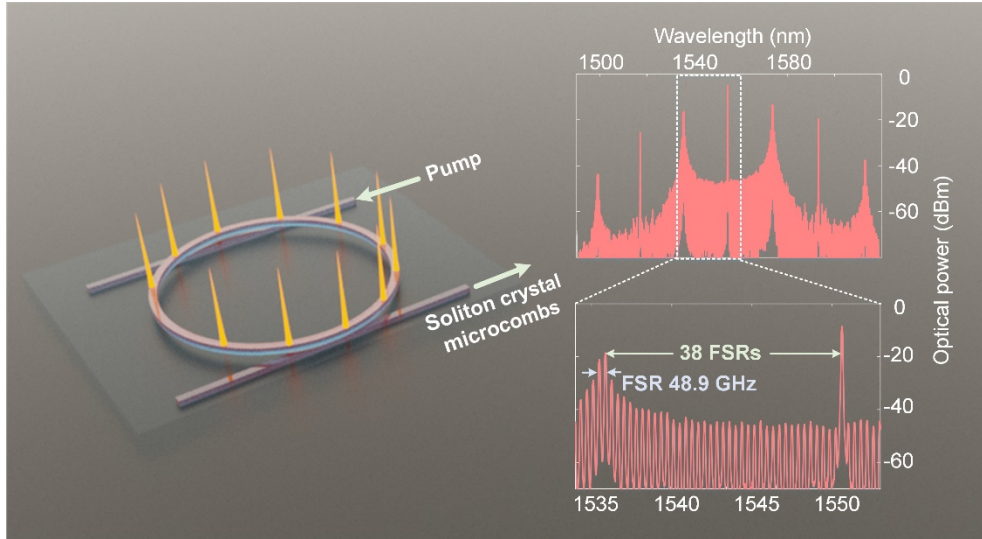 Pump
Soliton crystal
microcombs
Wavelength (nm)
1500 1540 1580
0
-20
-40
-60
Optical power (dBm)
38 FSRs
FSR 48.9 GHz
0
-20
-40
-60
1535 1540 1545 1550